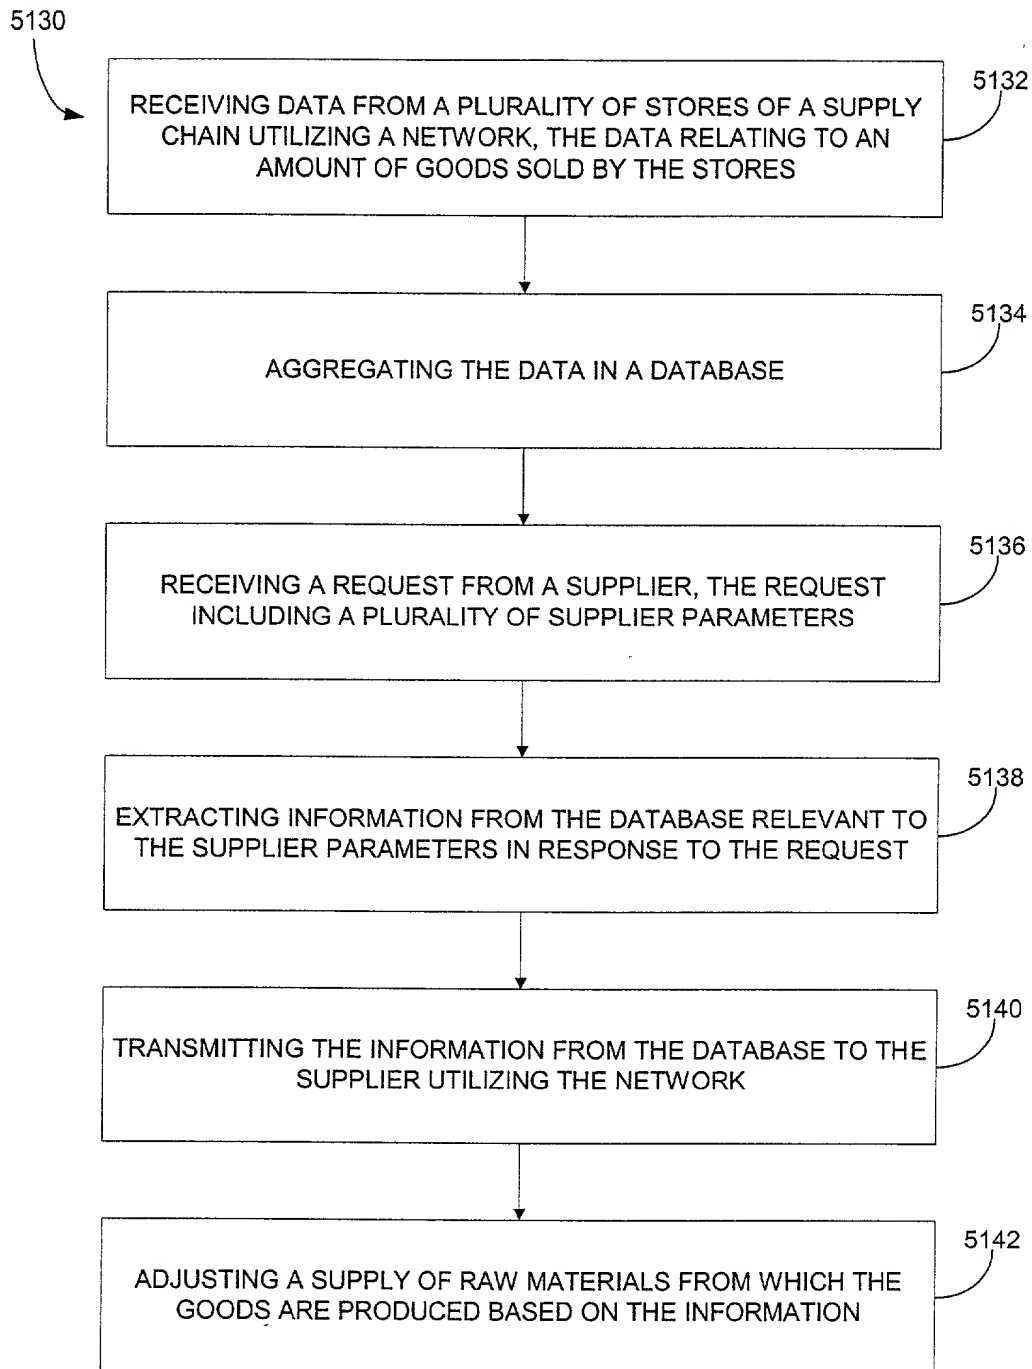 5130
RECEIVING DATA FROM A PLURALITY OF STORES OF A SUPPLY
CHAIN UTILIZING A NETWORK, THE DATA RELATING TO AN
AMOUNT OF GOODS SOLD BY THE STORES
5132
AGGREGATING THE DATA IN A DATABASE
5134
RECEIVING A REQUEST FROM A SUPPLIER, THE REQUEST
INCLUDING A PLURALITY OF SUPPLIER PARAMETERS
5136
EXTRACTING INFORMATION FROM THE DATABASE RELEVANT TO
THE SUPPLIER PARAMETERS IN RESPONSE TO THE REQUEST
5138
TRANSMITTING THE INFORMATION FROM THE DATABASE TO THE
SUPPLIER UTILIZING THE NETWORK
5140
ADJUSTING A SUPPLY OF RAW MATERIALS FROM WHICH THE
GOODS ARE PRODUCED BASED ON THE INFORMATION
5142